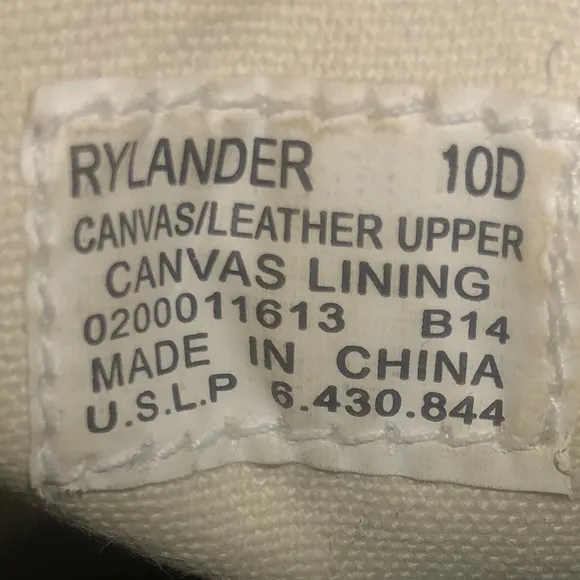 RYLANDER 10D
CANVAS/LEATHER UPPER
CANVAS LINING
0200011613 B14
MADE IN CHINA
U.S.L.P 6.430.844